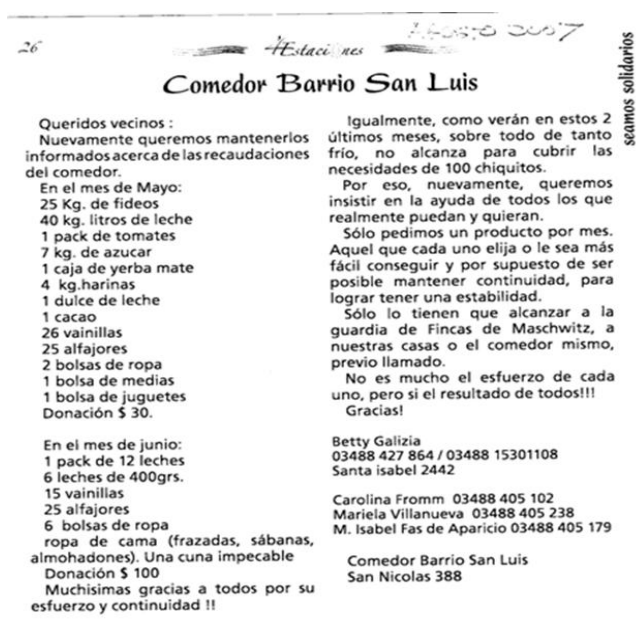 26
4Estaciones
AGOSTO 2007
seamos solidarios
Comedor Barrio San Luis
Queridos vecinos :
Nuevamente queremos mantenerlos
informados acerca de las recaudaciones
del comedor.
En el mes de Mayo:
25 Kg. de fideos
40 kg. litros de leche
1 pack de tomates
7 kg. de azucar
1 caja de yerba mate
4 kg.harinas
1 dulce de leche
1 cacao
26 vainillas
25 alfajores
2 bolsas de ropa
1 bolsa de medias
1 bolsa de juguetes
Donación $ 30.
En el mes de junio:
1 pack de 12 leches
6 leches de 400grs.
15 vainillas
25 alfajores
6 bolsas de ropa
ropa de cama (frazadas, sábanas,
almohadones). Una cuna impecable
Donación $ 100
Muchisimas gracias a todos por su
esfuerzo y continuidad !!
Igualmente, como verán en estos 2
últimos meses, sobre todo de tanto
frío, no alcanza para cubrir las
necesidades de 100 chiquitos.
Por eso, nuevamente, queremos
insistir en la ayuda de todos los que
realmente puedan y quieran.
Sólo pedimos un producto por mes.
Aquel que cada uno elija o le sea más
fácil conseguir y por supuesto de ser
posible mantener continuidad, para
lograr tener una estabilidad.
Sólo lo tienen que alcanzar a la
guardia de Fincas de Maschwitz, a
nuestras casas o el comedor mismo,
previo llamado.
No es mucho el esfuerzo de cada
uno, pero si el resultado de todos!!!
Gracias!
Betty Galizia
03488 427 864 / 03488 15301108
Santa isabel 2442
Carolina Fromm 03488 405 102
Mariela Villanueva 03488 405 238
M. Isabel Fas de Aparicio 03488 405 179
Comedor Barrio San Luis
San Nicolas 388